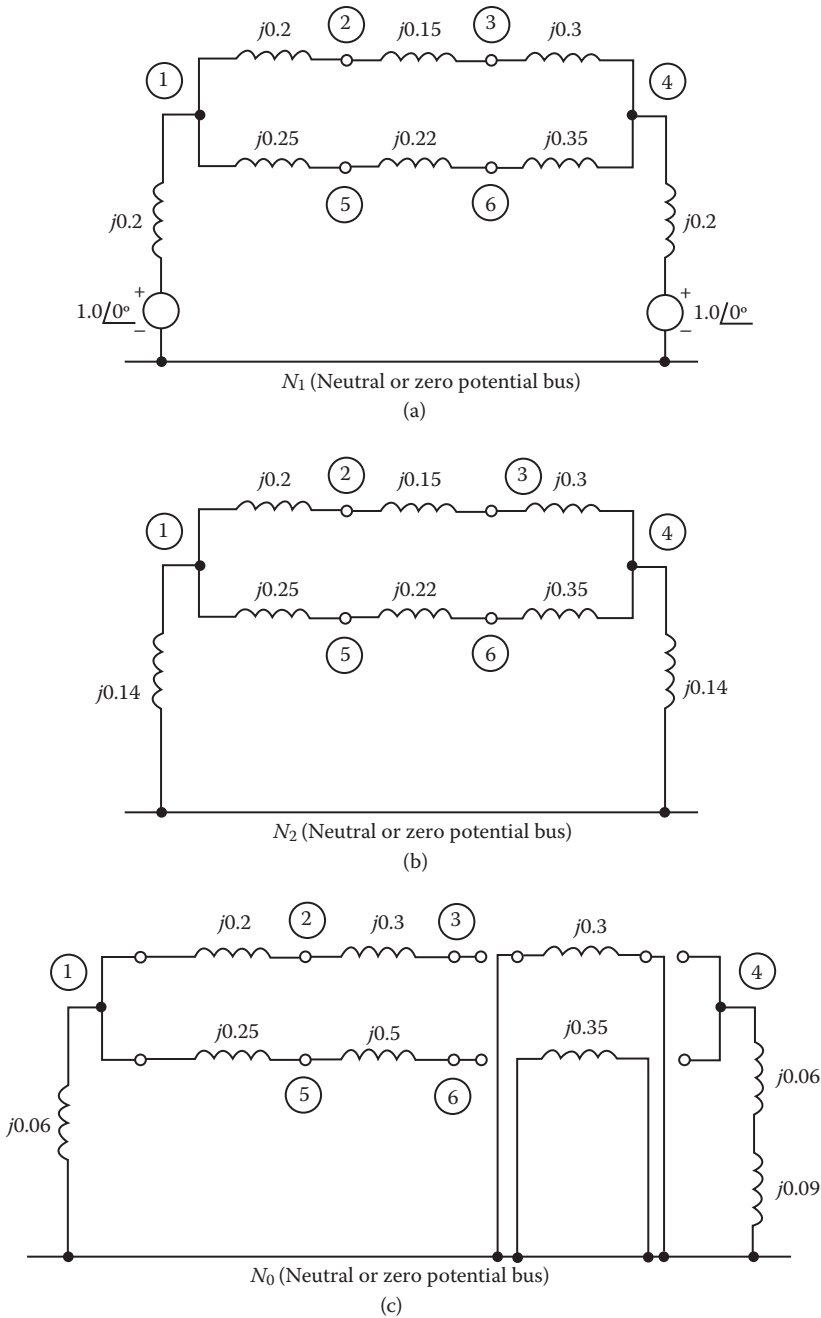 j0.2 2 j0.15 3 j0.3
1 4
j0.25 j0.22 j0.35
5 6
j0.2 j0.2
+ +
1.0/0º 1.0/0º
– –
N1 (Neutral or zero potential bus)
(a)
j0.2 2 j0.15 3 j0.3
1 4
j0.25 j0.22 j0.35
5 6
j0.14 j0.14
N2 (Neutral or zero potential bus)
(b)
j0.2 2 j0.3 3 j0.3
1 4
j0.25 j0.5 j0.35
5 6
j0.06 j0.06
j0.09
N0 (Neutral or zero potential bus)
(c)